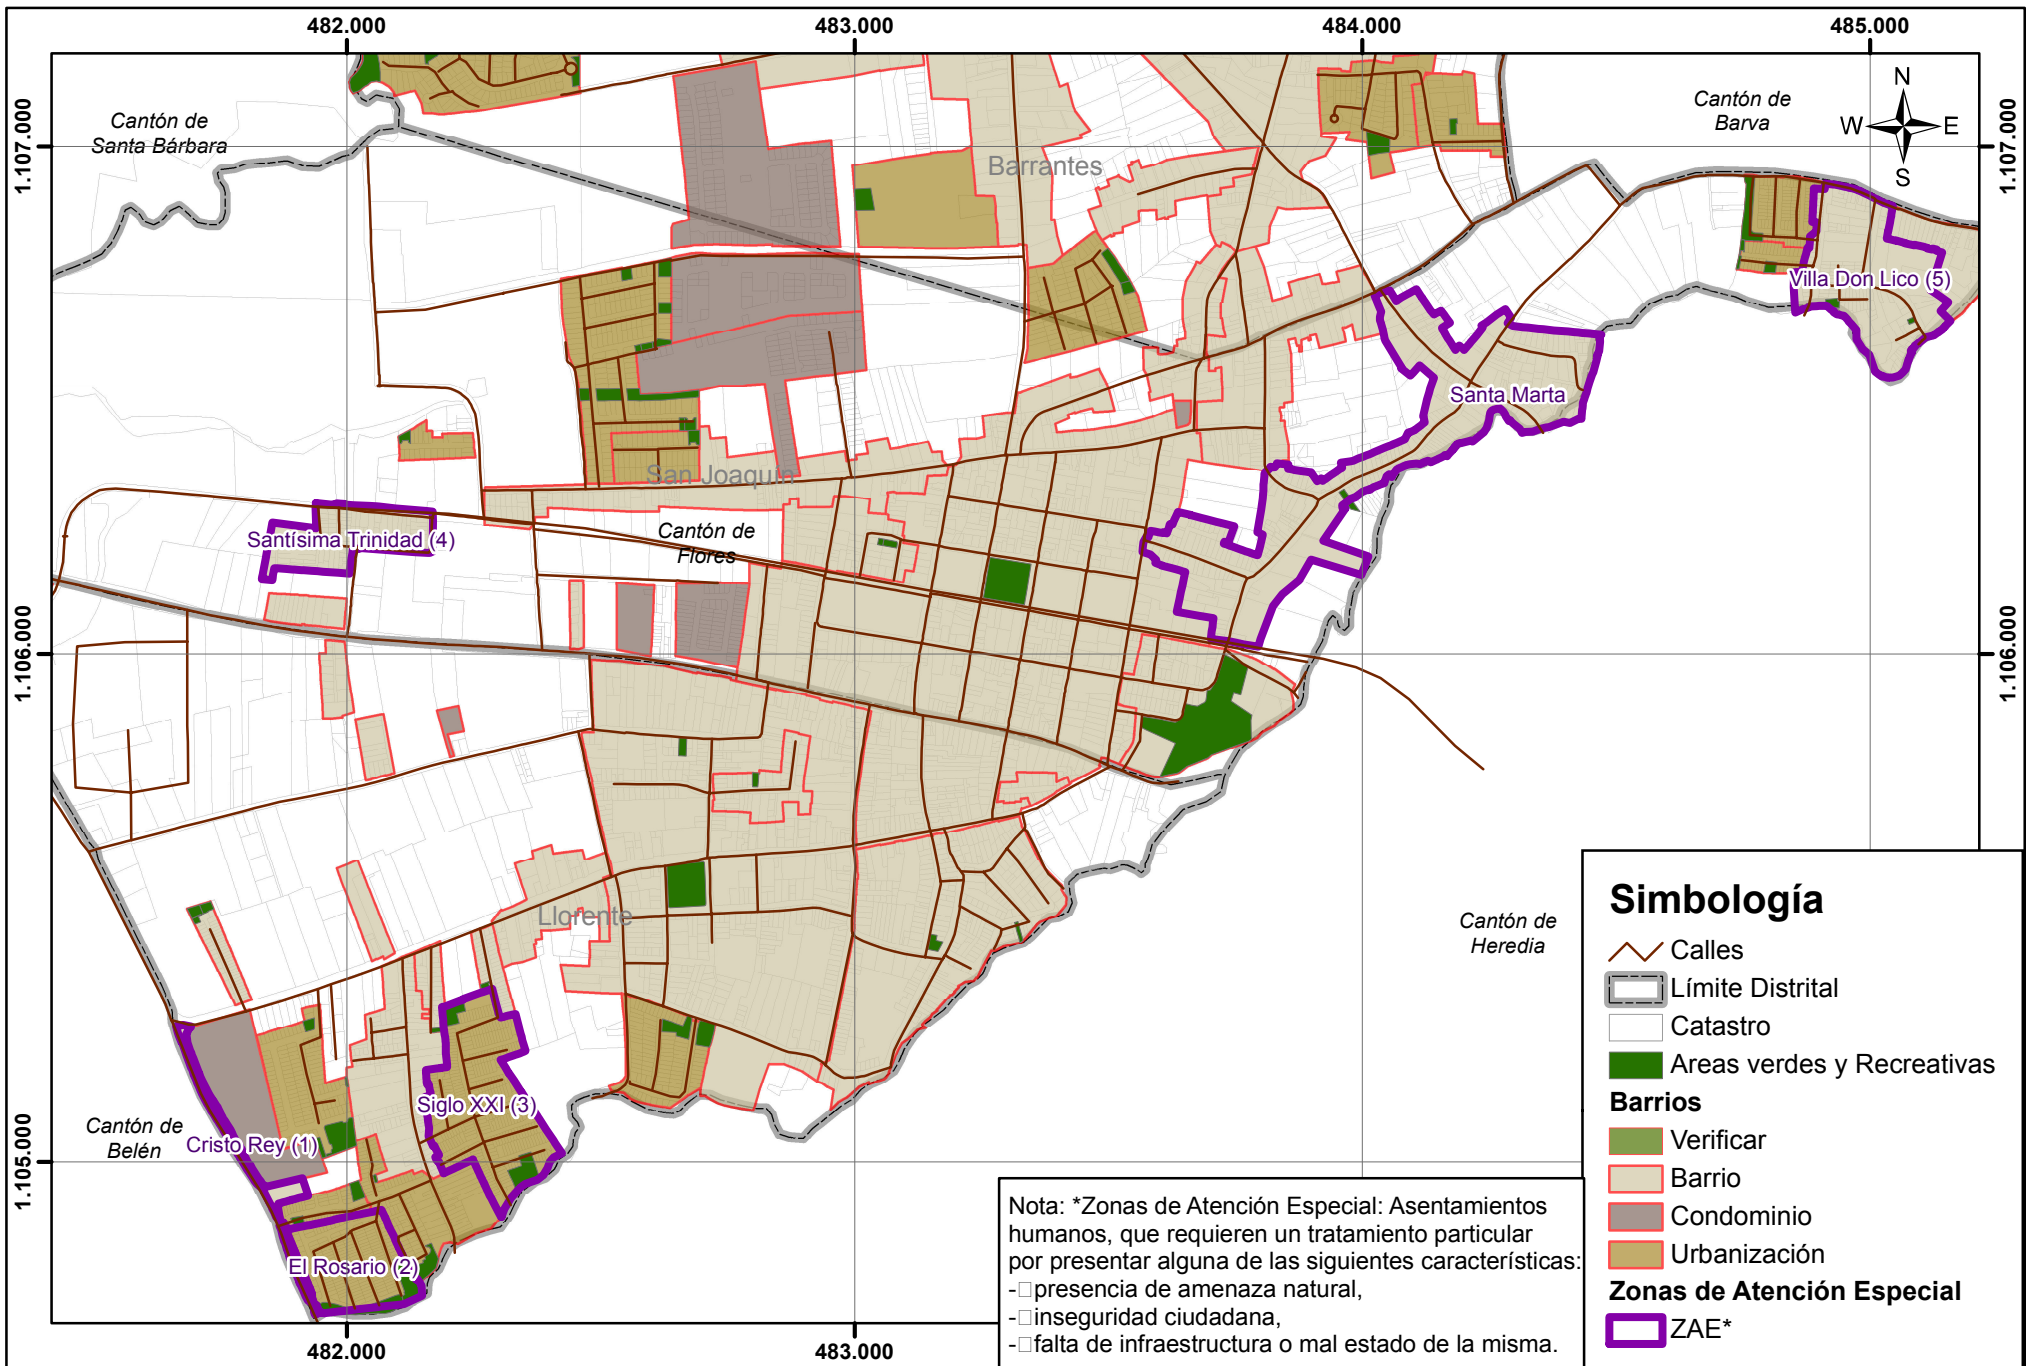 482.000
483.000
484.000
485.000
Cantón de
Santa Bárbara
Cantón de
Barva
N
W
E
S
1.107.000
1.107.000
Barrantes
Villa Don Lico (5)
Santa Marta
San Joaquín
Santísima Trinidad (4)
Cantón de
Flores
1.106.000
1.106.000
Llorente
Cantón de
Heredia
Siglo XXI (3)
Cantón de
Belén
Cristo Rey (1)
1.105.000
El Rosario (2)
482.000
483.000
Nota: *Zonas de Atención Especial: Asentamientos
humanos, que requieren un tratamiento particular
por presentar alguna de las siguientes características:
-□presencia de amenaza natural,
-□inseguridad ciudadana,
-□falta de infraestructura o mal estado de la misma.
Simbología
Calles
Límite Distrital
Catastro
Areas verdes y Recreativas
Barrios
Verificar
Barrio
Condominio
Urbanización
Zonas de Atención Especial
ZAE*